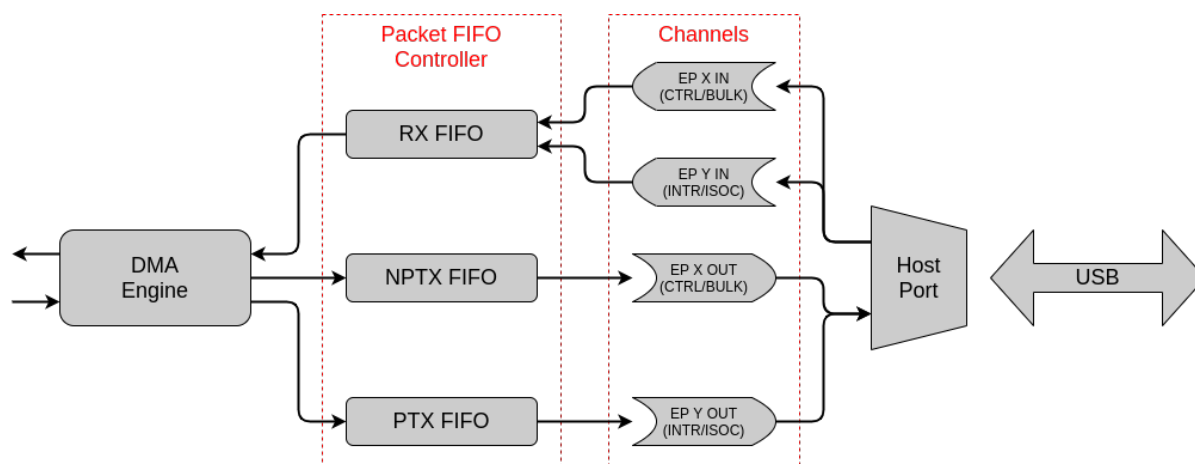 Packet FIFO
Controller
Channels
EP X IN
(CTRL/BULK)
RX FIFO
EP Y IN
(INTR/ISOC)
DMA
Engine
NPTX FIFO
EP X OUT
(CTRL/BULK)
Host
Port
USB
PTX FIFO
EP Y OUT
(INTR/ISOC)